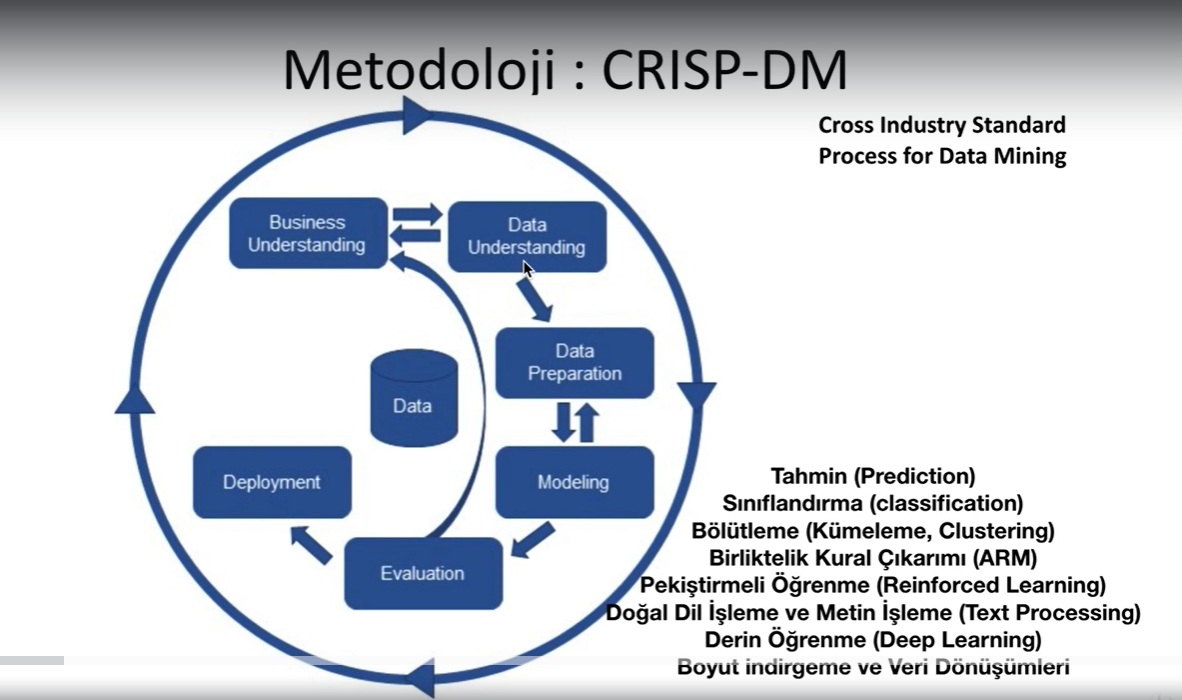 Metodoloji : CRISP-DM
Cross Industry Standard
Process for Data Mining
Business
Understanding
Data
Understanding
Data
Preparation
Data
Deployment
Modeling
Evaluation
Tahmin (Prediction)
Sınıflandırma (classification)
Bölütleme (Kümeleme, Clustering)
Birliktelik Kural Çıkarımı (ARM)
Pekiştirmeli Öğrenme (Reinforced Learning)
Doğal Dil İşleme ve Metin İşleme (Text Processing)
Derin Öğrenme (Deep Learning)
Boyut indirgeme ve Veri Dönüşümleri